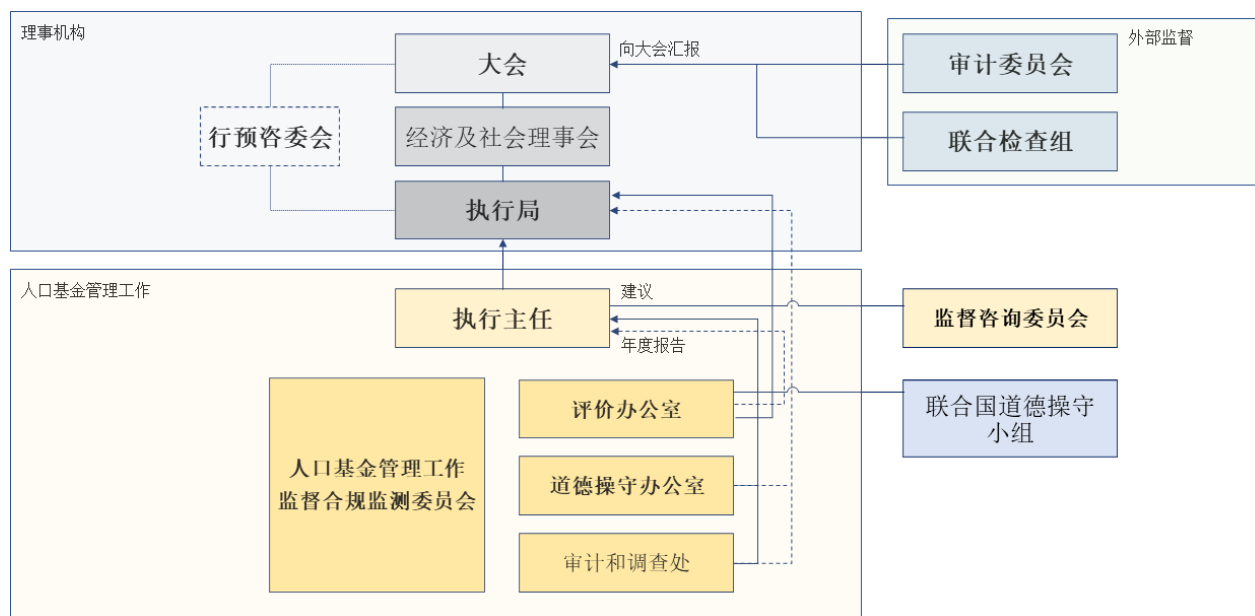 理事机构
大会
向大会汇报
外部监督
审计委员会
行预咨委会
经济及社会理事会
联合检查组
执行局
人口基金管理工作
执行主任
建议
监督咨询委员会
年度报告
评价办公室
联合国道德操守
小组
人口基金管理工作
监督合规监测委员会
道德操守办公室
审计和调查处